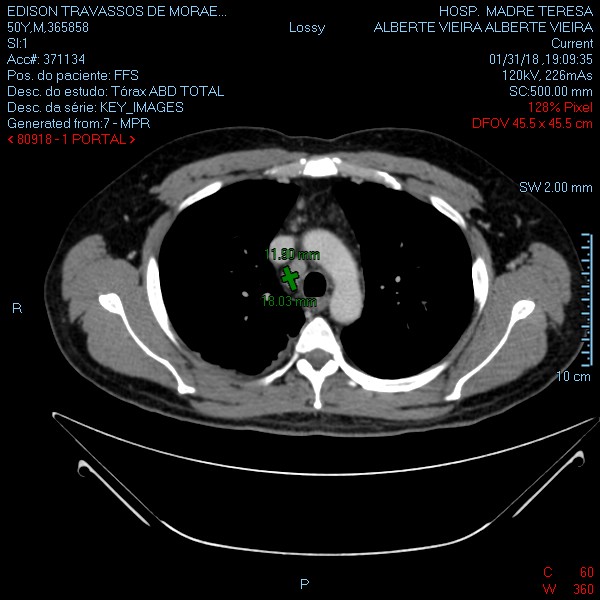 EDISON TRAVASSOS DE MORAE...
50Y,M,365858
SI:1
Acc#: 371134
Pos. do paciente: FFS
Desc. do estudo: Tórax ABD TOTAL
Desc. da série: KEY_IMAGES
Generated from:7 - MPR
< 80918 - 1 PORTAL >
Lossy
HOSP. MADRE TERESA
ALBERTE VIEIRA ALBERTE VIEIRA
Current
01/31/18 ,19:09:35
120kV, 226mAs
SC:500.00 mm
128% Pixel
DFOV 45.5 x 45.5 cm
SW 2.00 mm
11.90 mm
18.03 mm
R
10 cm
P
C 60
W 360